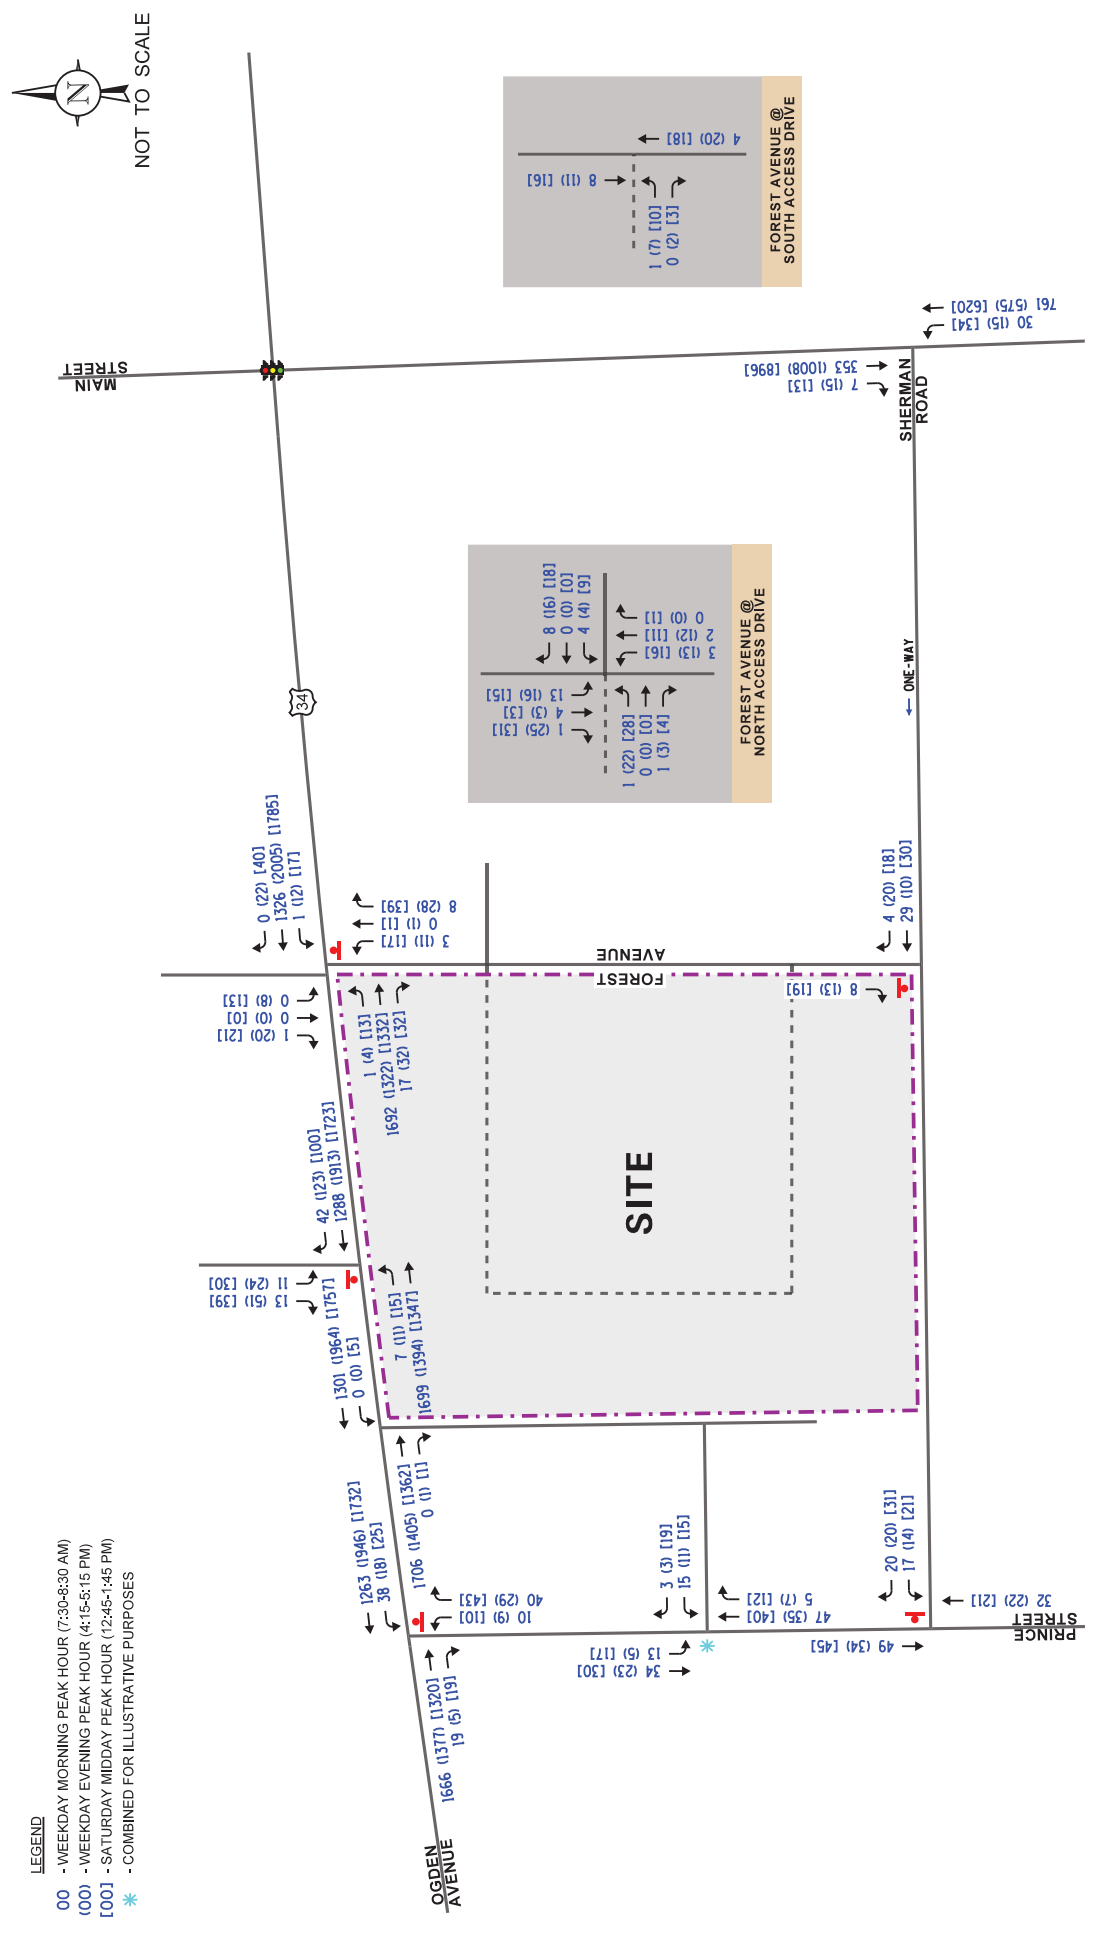 LEGEND
00 - WEEKDAY MORNING PEAK HOUR (7:30-8:30 AM)
(00) - WEEKDAY EVENING PEAK HOUR (4:15-5:15 PM)
[00] - SATURDAY MIDDAY PEAK HOUR (12:45-1:45 PM)
✳ - COMBINED FOR ILLUSTRATIVE PURPOSES
N
NOT TO SCALE
MAIN
STREET
34
OGDEN
AVENUE
1666 (1377) [1320]
19 (5) [19]
1263 (1946) [1732]
38 (18) [25]
10 (9) [10]
40 (29) [43]
1706 (1405) [1362]
0 (1) [1]
1301 (1964) [1757]
0 (0) [5]
13 (51) [39]
11 (24) [30]
7 (11) [15]
1699 (1394) [1347]
42 (123) [100]
1288 (1913) [1723]
1 (20) [21]
0 (0) [0]
0 (8) [13]
1 (4) [13]
1692 (1322) [1332]
17 (32) [32]
0 (22) [40]
1326 (2005) [1785]
1 (12) [17]
3 (11) [17]
0 (1) [1]
8 (28) [39]
FOREST
AVENUE
SITE
34 (23) [30]
13 (5) [17]
3 (3) [19]
15 (11) [15]
47 (35) [40]
5 (7) [12]
49 (34) [45]
20 (20) [31]
17 (14) [21]
32 (22) [21]
PRINCE
STREET
8 (13) [19]
4 (20) [18]
29 (10) [30]
ONE-WAY
SHERMAN
ROAD
7 (15) [13]
353 (1008) [896]
30 (15) [34]
761 (575) [620]
1 (25) [31]
4 (3) [3]
13 (16) [15]
8 (16) [18]
0 (0) [0]
4 (4) [9]
1 (22) [28]
0 (0) [0]
1 (3) [4]
3 (13) [16]
2 (12) [11]
0 (0) [1]
FOREST AVENUE @
NORTH ACCESS DRIVE
8 (11) [16]
4 (20) [18]
1 (7) [10]
0 (2) [3]
FOREST AVENUE @
SOUTH ACCESS DRIVE